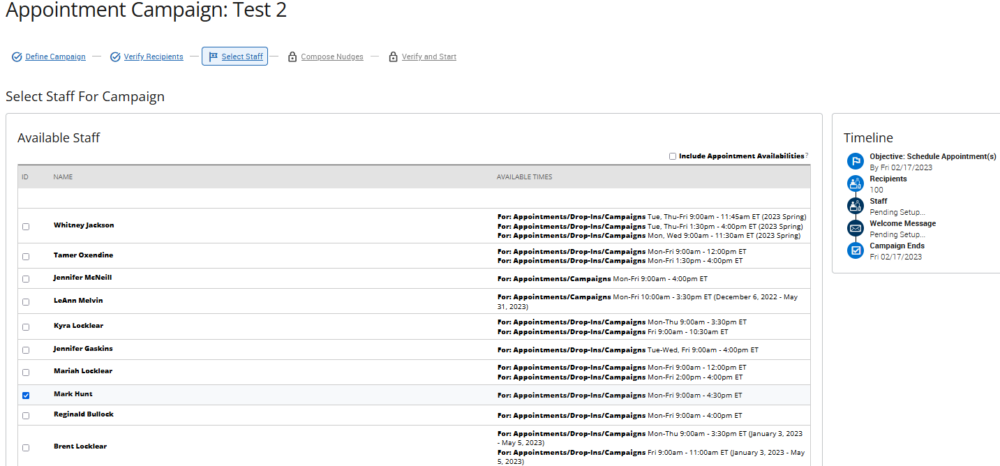 Appointment Campaign: Test 2
Define Campaign — Verify Recipients — Select Staff — Compose Nudges — Verify and Start
Select Staff For Campaign
Available Staff
Include Appointment Availabilities?
ID NAME AVAILABLE TIMES
Whitney Jackson
For: Appointments/Drop-Ins/Campaigns Tue, Thu-Fri 9:00am - 11:45am ET (2023 Spring)
For: Appointments/Drop-Ins/Campaigns Tue, Thu-Fri 1:30pm - 4:00pm ET (2023 Spring)
For: Appointments/Drop-Ins/Campaigns Mon, Wed 9:00am - 11:30am ET (2023 Spring)
Tamer Oxendine
For: Appointments/Drop-Ins/Campaigns Mon-Fri 9:00am - 12:00pm ET
For: Appointments/Drop-Ins/Campaigns Mon-Fri 1:30pm - 4:00pm ET
Jennifer McNeill
For: Appointments/Campaigns Mon-Fri 9:00am - 4:00pm ET
LeAnn Melvin
For: Appointments/Campaigns Mon-Fri 10:00am - 3:30pm ET (December 6, 2022 - May
31, 2023)
Kyra Locklear
For: Appointments/Drop-Ins/Campaigns Mon-Thu 9:00am - 3:30pm ET
For: Appointments/Drop-Ins/Campaigns Fri 9:00am - 10:30am ET
Jennifer Gaskins
For: Appointments/Drop-Ins/Campaigns Tue-Wed, Fri 9:00am - 4:00pm ET
Mariah Locklear
For: Appointments/Drop-Ins/Campaigns Mon-Fri 9:00am - 12:00pm ET
For: Appointments/Drop-Ins/Campaigns Mon-Fri 2:00pm - 4:00pm ET
Mark Hunt
For: Appointments/Drop-Ins/Campaigns Mon-Fri 9:00am - 4:30pm ET
Reginald Bullock
For: Appointments/Drop-Ins/Campaigns Mon-Fri 9:00am - 4:00pm ET
Brent Locklear
For: Appointments/Drop-Ins/Campaigns Mon-Thu 9:00am - 3:30pm ET (January 3, 2023
- May 5, 2023)
For: Appointments/Drop-Ins/Campaigns Fri 9:00am - 11:00am ET (January 3, 2023 - May
5, 2023)
Timeline
Objective: Schedule Appointment(s)
By Fri 02/17/2023
Recipients
100
Staff
Pending Setup...
Welcome Message
Pending Setup...
Campaign Ends
Fri 02/17/2023